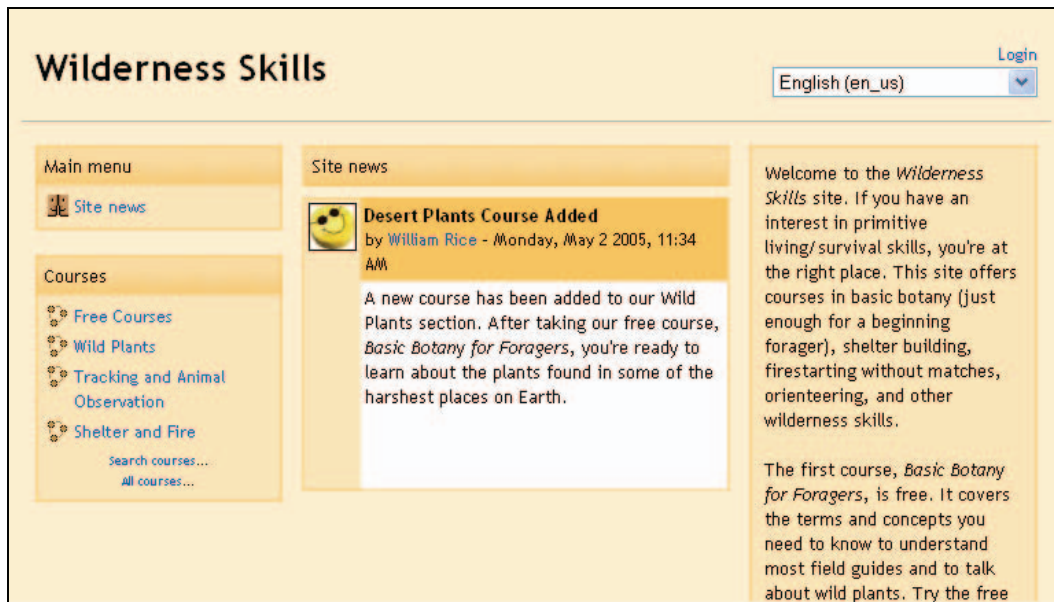 Wilderness Skills
Login
English (en_us)
Main menu
Site news
Courses
Free Courses
Wild Plants
Tracking and Animal
Observation
Shelter and Fire
Search courses...
All courses...
Site news
Desert Plants Course Added
by William Rice - Monday, May 2 2005, 11:34
AM
A new course has been added to our Wild
Plants section. After taking our free course,
Basic Botany for Foragers, you're ready to
learn about the plants found in some of the
harshest places on Earth.
Welcome to the Wilderness
Skills site. If you have an
interest in primitive
living/survival skills, you're at
the right place. This site offers
courses in basic botany (just
enough for a beginning
forager), shelter building,
firestarting without matches,
orienteering, and other
wilderness skills.
The first course, Basic Botany
for Foragers, is free. It covers
the terms and concepts you
need to know to understand
most field guides and to talk
about wild plants. Try the free